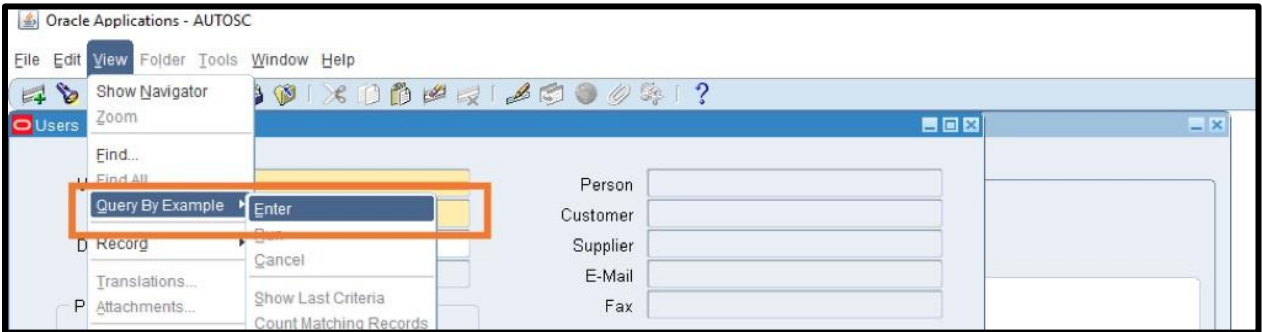 Oracle Applications - AUTOSC
File Edit View Folder Tools Window Help
Show Navigator
Zoom
Users
Find...
Find All
Query By Example
Enter
Record
Cancel
Translations...
Attachments...
Show Last Criteria
Count Matching Records
Person
Customer
Supplier
E-Mail
Fax
U
D
P